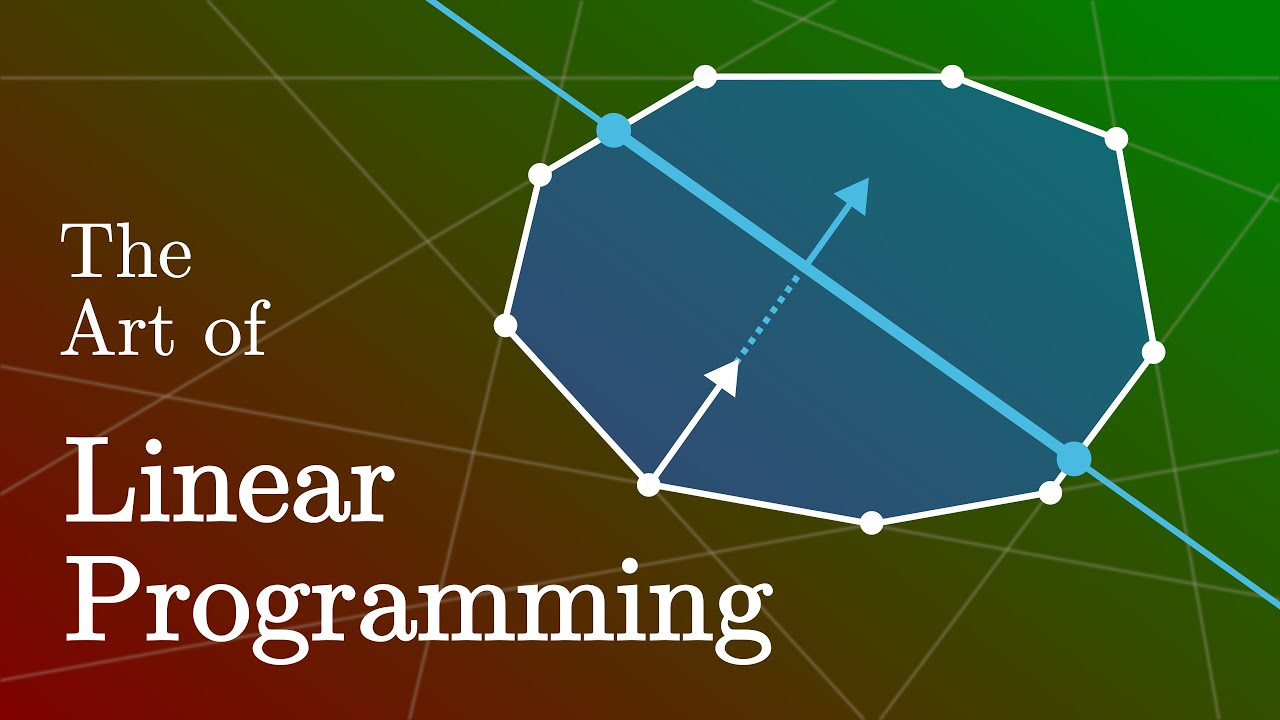 The
Art of
Linear
Programming